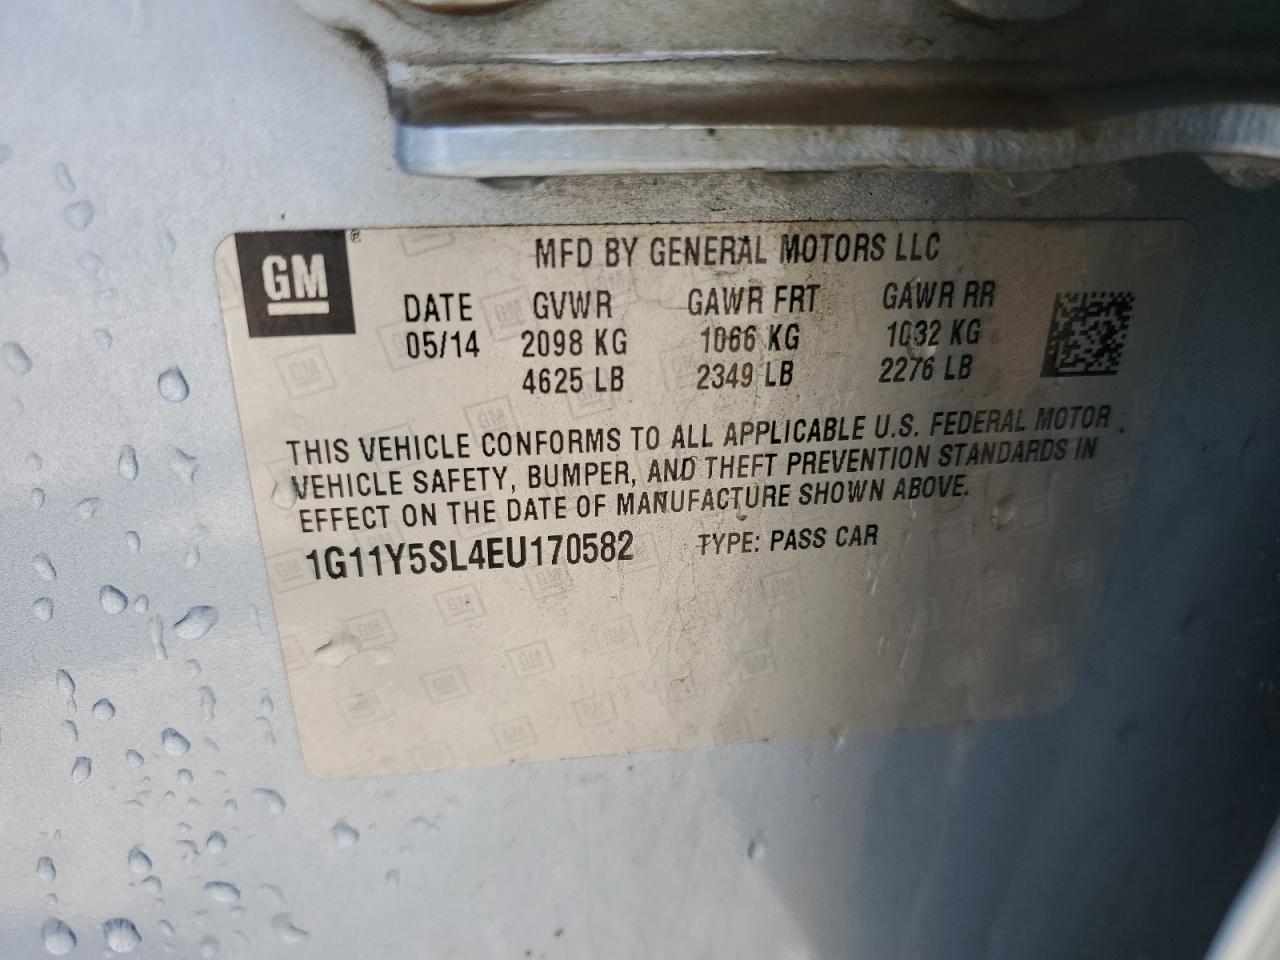 GM®
MFD BY GENERAL MOTORS LLC
DATE GVWR GAWR FRT GAWR RR
05/14 2098 KG 1066 KG 1032 KG
4625 LB 2349 LB 2276 LB
THIS VEHICLE CONFORMS TO ALL APPLICABLE U.S. FEDERAL MOTOR
VEHICLE SAFETY, BUMPER, AND THEFT PREVENTION STANDARDS IN
EFFECT ON THE DATE OF MANUFACTURE SHOWN ABOVE.
1G11Y5SL4EU170582 TYPE: PASS CAR